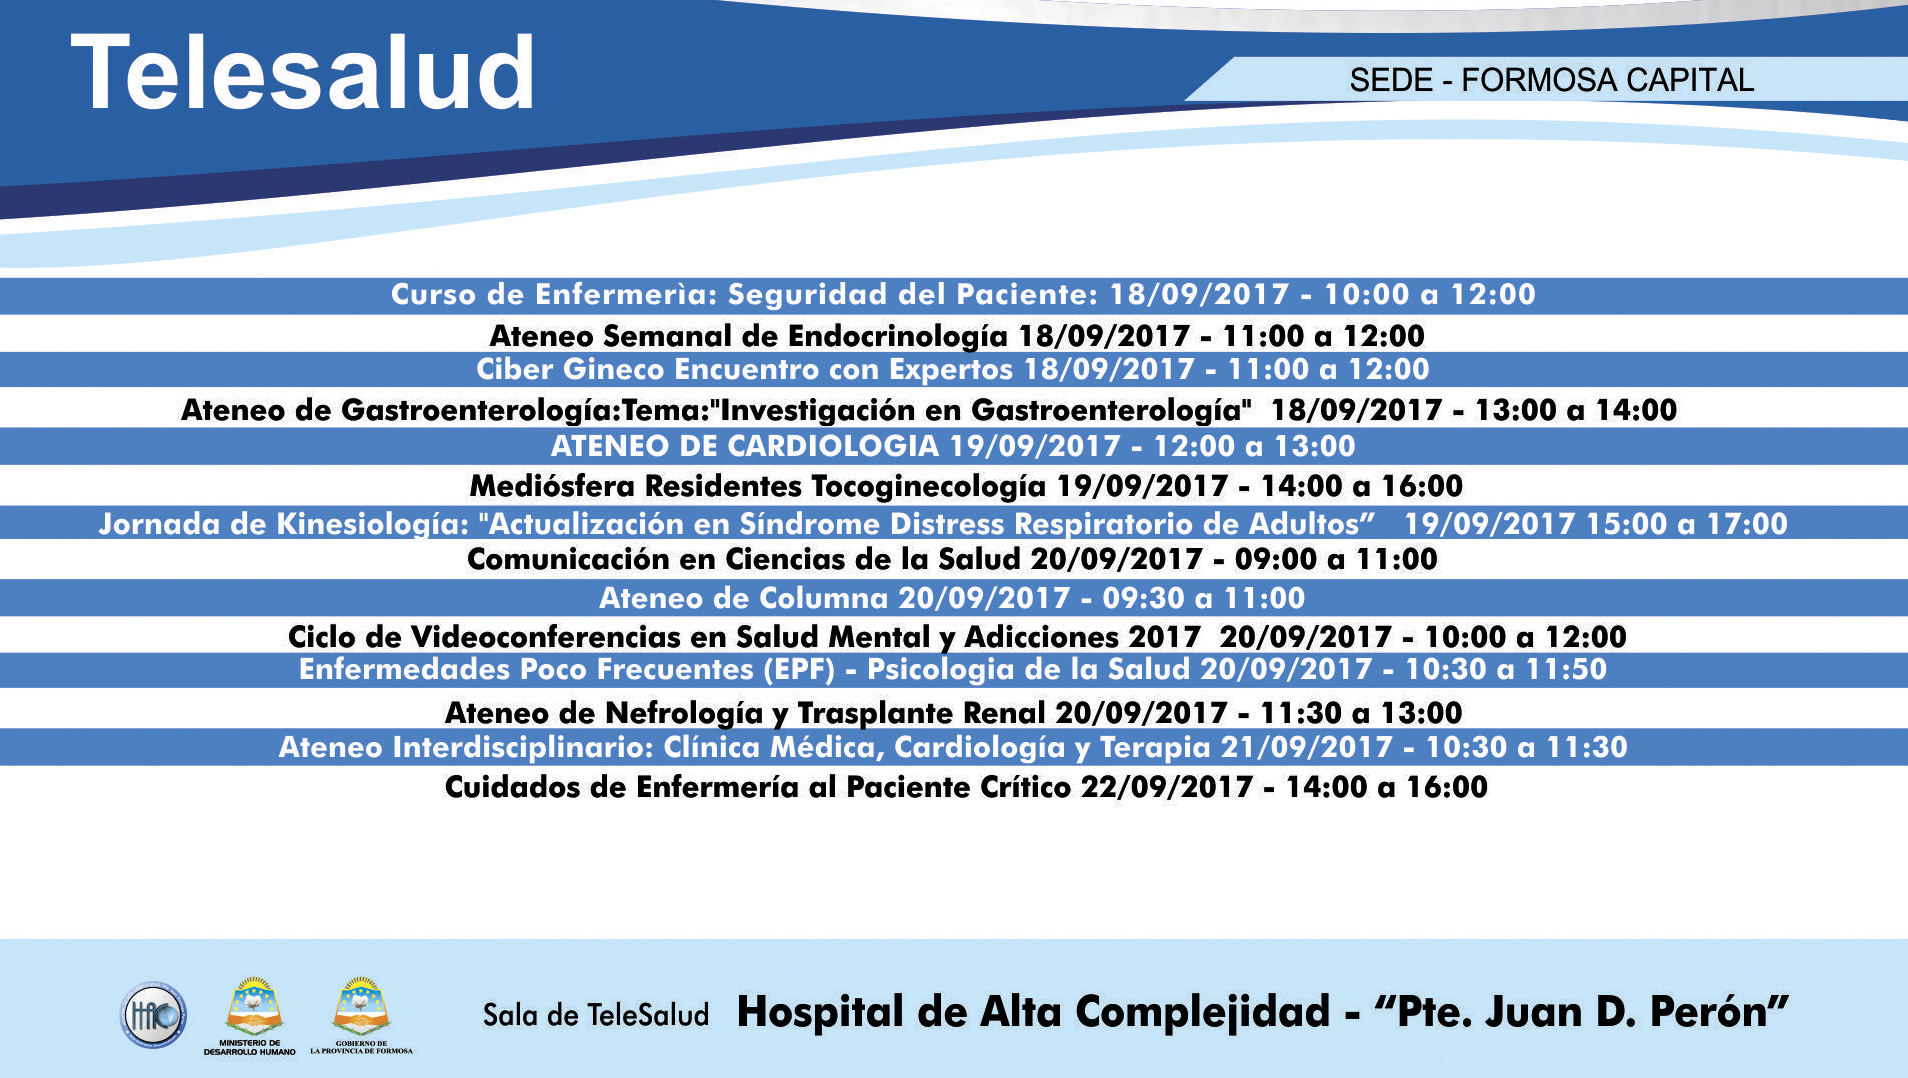 Telesalud
SEDE - FORMOSA CAPITAL
Curso de Enfermerìa: Seguridad del Paciente: 18/09/2017 - 10:00 a 12:00
Ateneo Semanal de Endocrinología 18/09/2017 - 11:00 a 12:00
Ciber Gineco Encuentro con Expertos 18/09/2017 - 11:00 a 12:00
Ateneo de Gastroenterología:Tema:"Investigación en Gastroenterología"  18/09/2017 - 13:00 a 14:00
ATENEO DE CARDIOLOGIA 19/09/2017 - 12:00 a 13:00
Mediósfera Residentes Tocoginecología 19/09/2017 - 14:00 a 16:00
Jornada de Kinesiología: "Actualización en Síndrome Distress Respiratorio de Adultos”   19/09/2017 15:00 a 17:00
Comunicación en Ciencias de la Salud 20/09/2017 - 09:00 a 11:00
Ateneo de Columna 20/09/2017 - 09:30 a 11:00
Ciclo de Videoconferencias en Salud Mental y Adicciones 2017  20/09/2017 - 10:00 a 12:00
Enfermedades Poco Frecuentes (EPF) - Psicologia de la Salud 20/09/2017 - 10:30 a 11:50
Ateneo de Nefrología y Trasplante Renal 20/09/2017 - 11:30 a 13:00
Ateneo Interdisciplinario: Clínica Médica, Cardiología y Terapia 21/09/2017 - 10:30 a 11:30
Cuidados de Enfermería al Paciente Crítico 22/09/2017 - 14:00 a 16:00
HAC
MINISTERIO DE
DESARROLLO HUMANO
GOBIERNO DE
LA PROVINCIA DE FORMOSA
Sala de TeleSalud Hospital de Alta Complejidad - “Pte. Juan D. Perón”